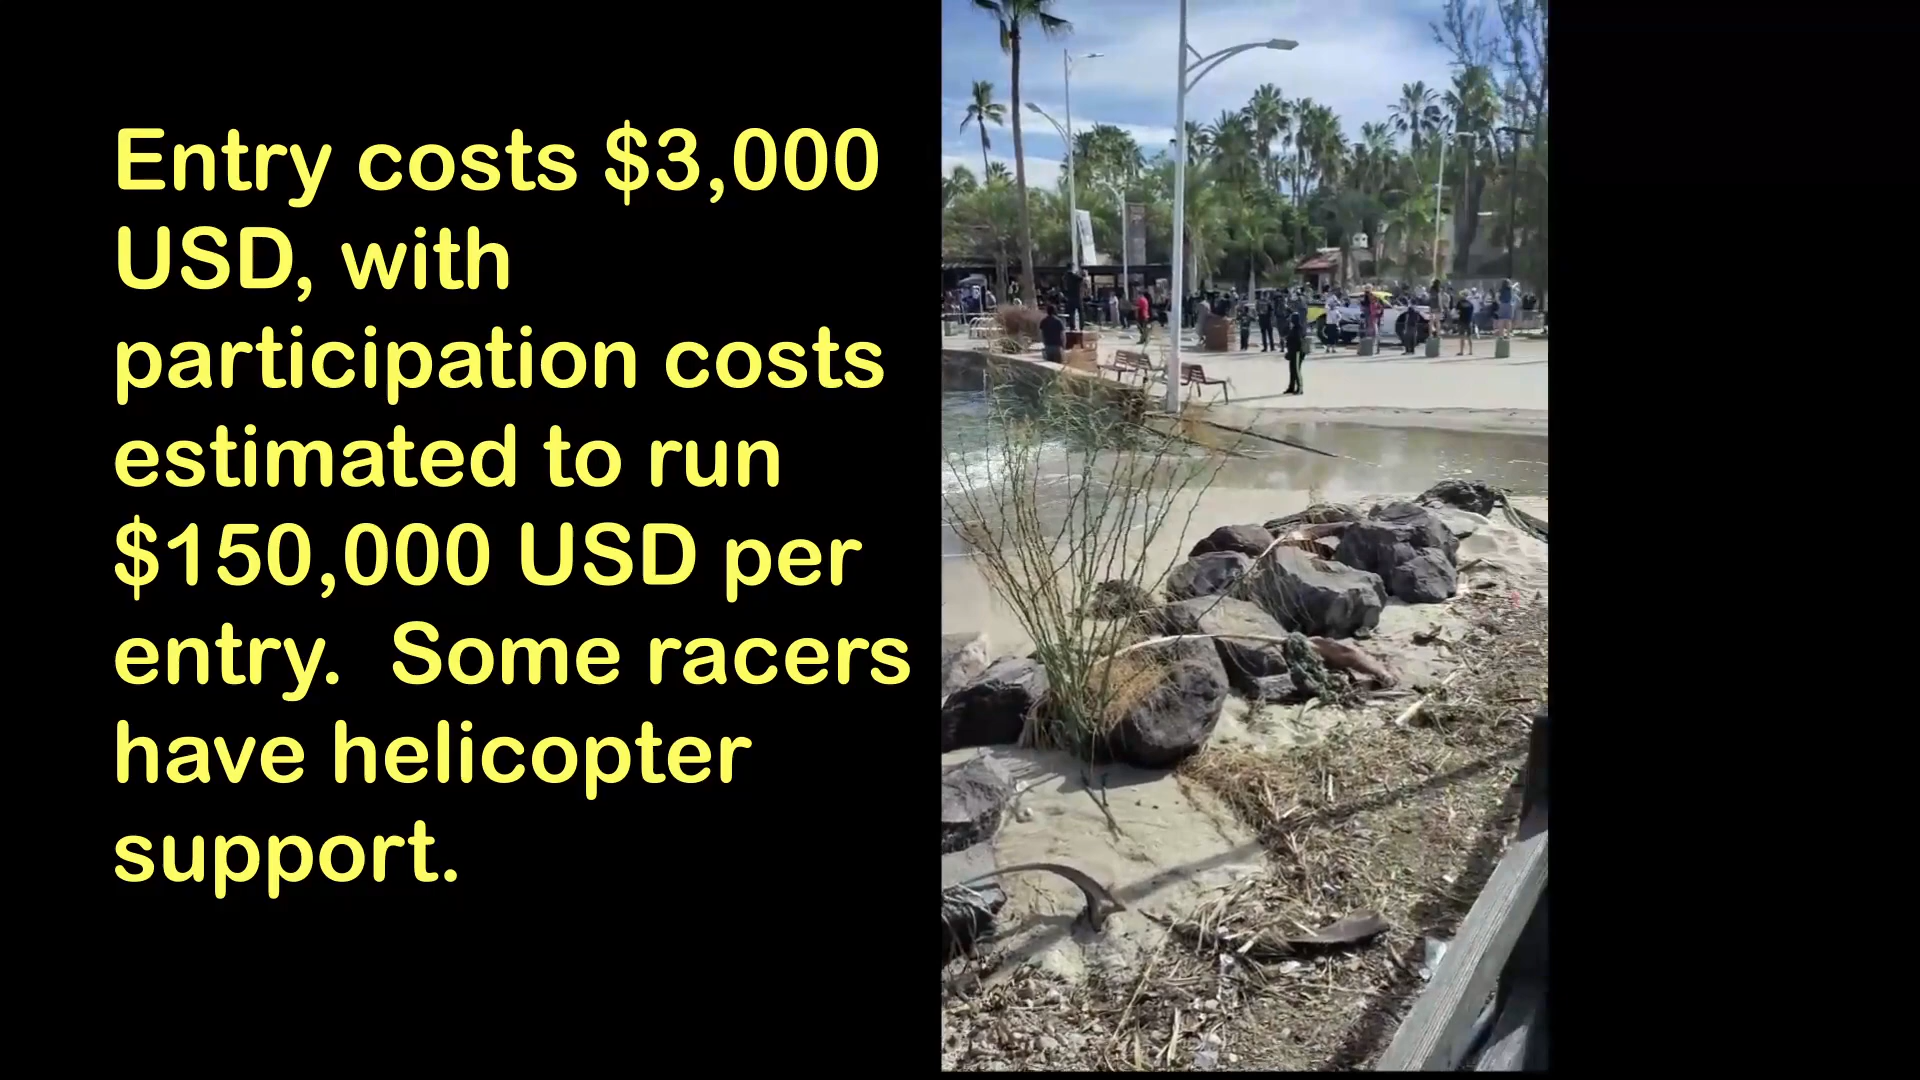 Entry costs $3,000
USD, with
participation costs
estimated to run
$150,000 USD per
entry.  Some racers
have helicopter
support.